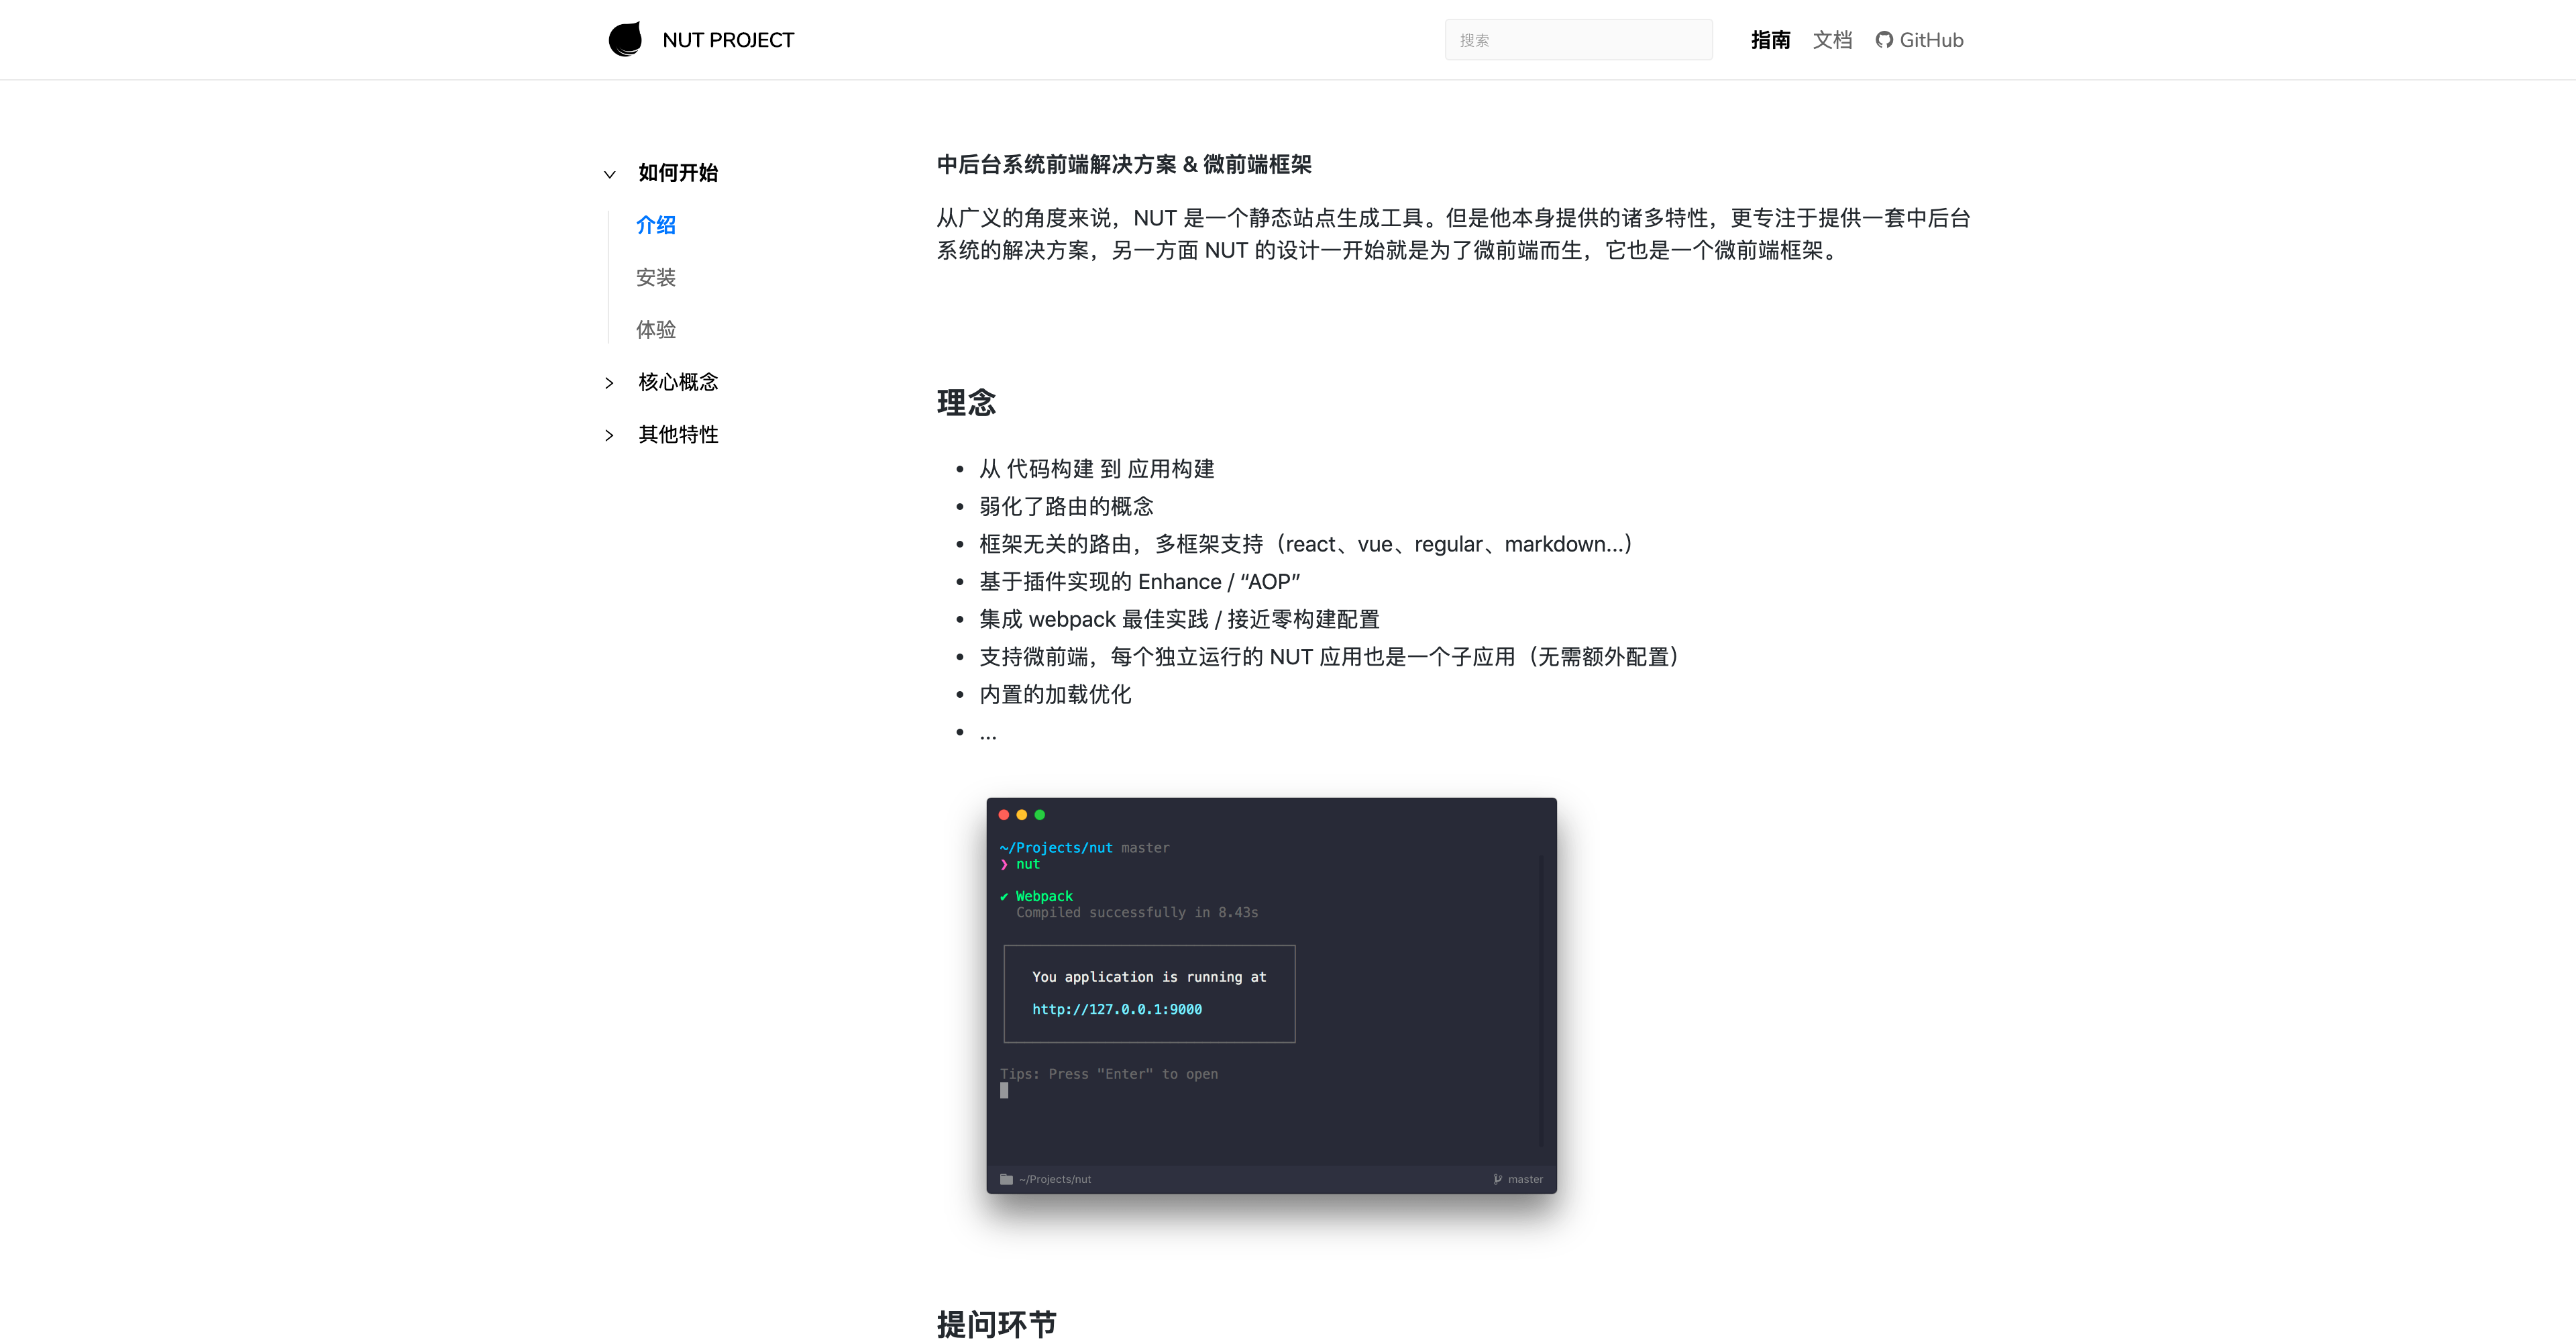 NUT PROJECT
搜索
指南
文档
GitHub
如何开始
介绍
安装
体验
核心概念
其他特性
中后台系统前端解决方案 & 微前端框架
从广义的角度来说，NUT 是一个静态站点生成工具。但是他本身提供的诸多特性，更专注于提供一套中后台
系统的解决方案，另一方面 NUT 的设计一开始就是为了微前端而生，它也是一个微前端框架。
理念
• 从 代码构建 到 应用构建
• 弱化了路由的概念
• 框架无关的路由，多框架支持（react、vue、regular、markdown...）
• 基于插件实现的 Enhance / “AOP”
• 集成 webpack 最佳实践 / 接近零构建配置
• 支持微前端，每个独立运行的 NUT 应用也是一个子应用（无需额外配置）
• 内置的加载优化
• ...
~/Projects/nut master
❯ nut
✔ Webpack
Compiled successfully in 8.43s
You application is running at
http://127.0.0.1:9000
Tips: Press "Enter" to open
~/Projects/nut
master
提问环节